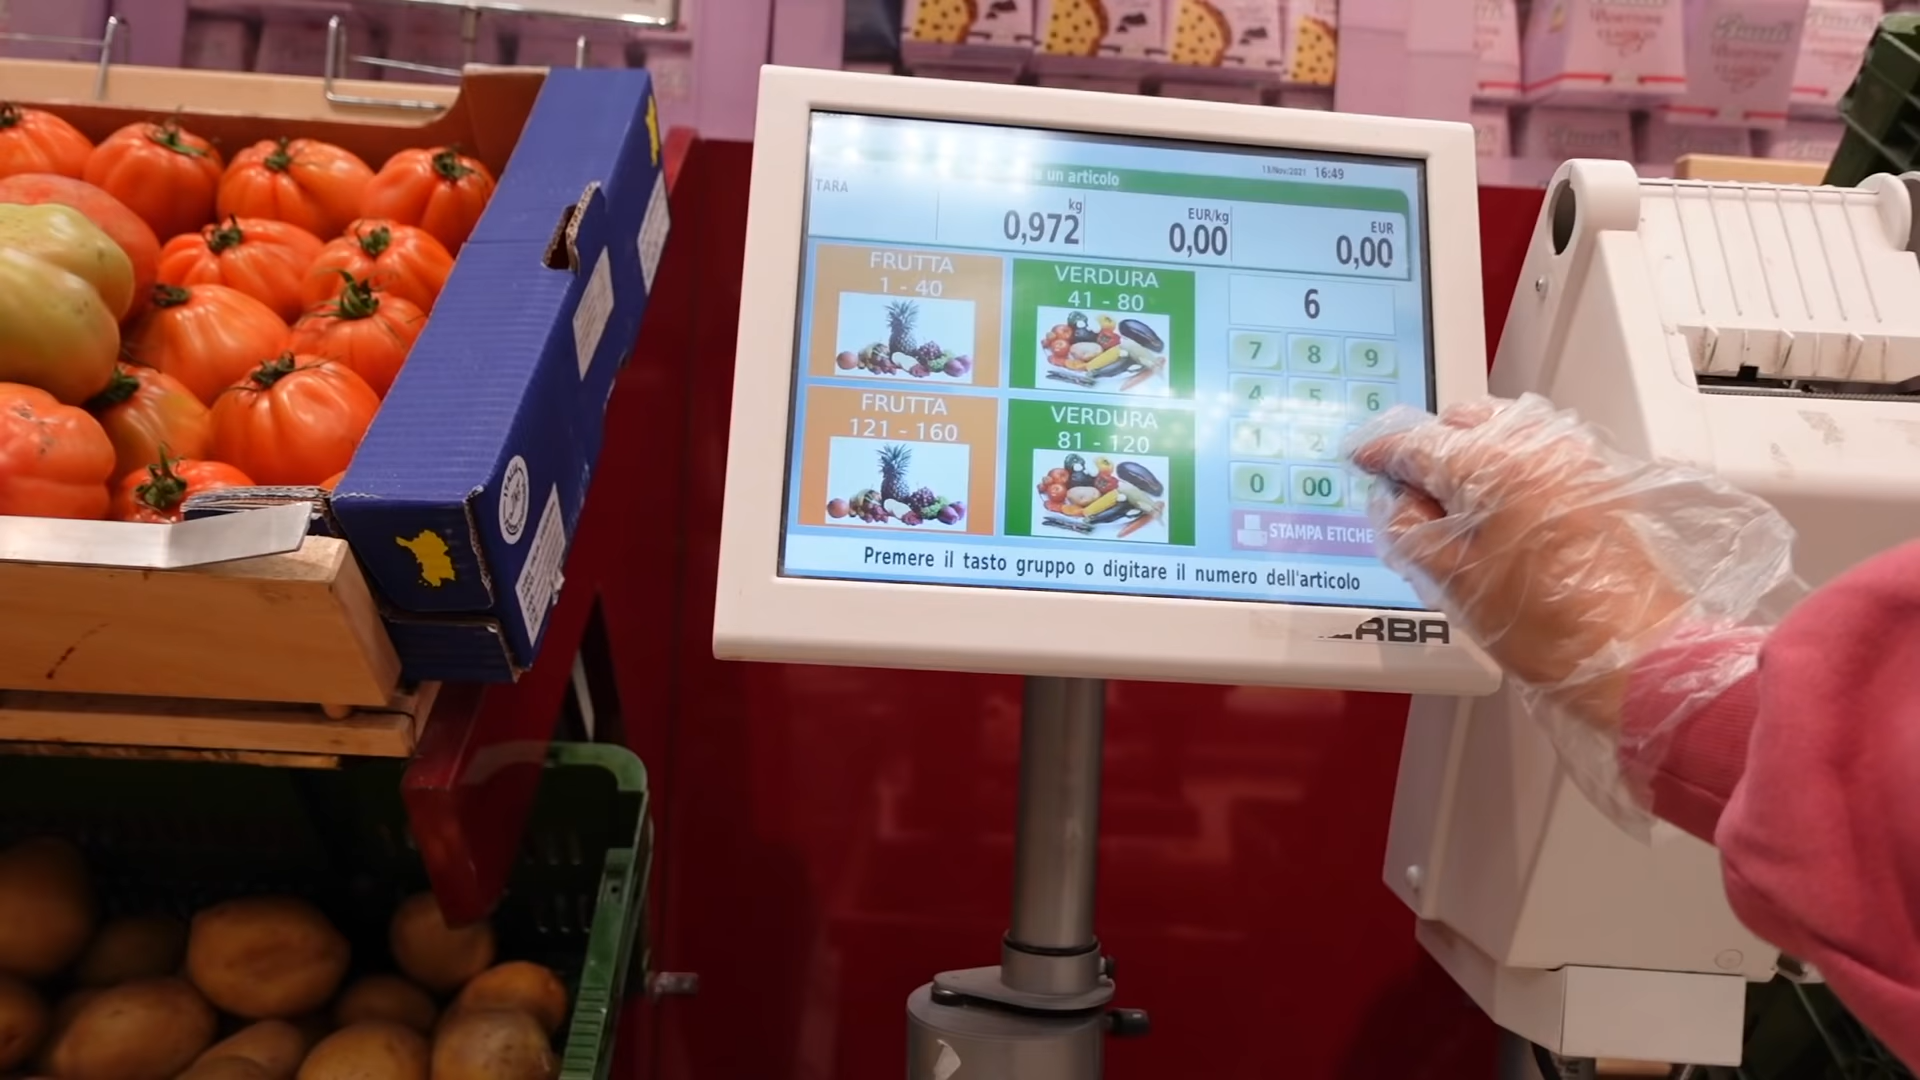 18/Nov/2021 16:49
un articolo
TARA
kg
0,972
EUR/kg
0,00
EUR
0,00
FRUTTA
1 - 40
VERDURA
41 - 80
6
7 8 9
4 5 6
FRUTTA
121 - 160
VERDURA
81 - 120
1 2
0 00
STAMPA ETICHE
Premere il tasto gruppo o digitare il numero dell'articolo
RBA